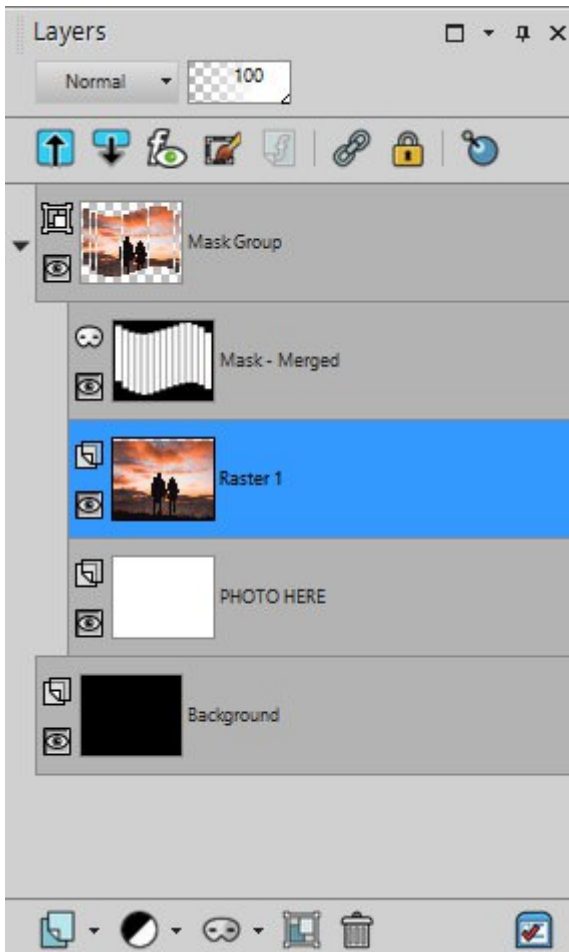 Layers
Normal
100
Mask Group
Mask - Merged
Raster 1
PHOTO HERE
Background